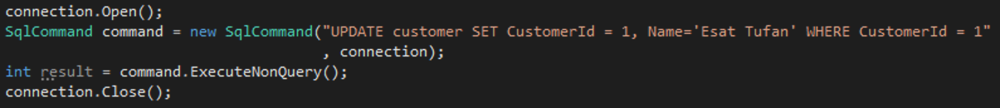 connection.Open();
SqlCommand command = new SqlCommand("UPDATE customer SET CustomerId = 1, Name='Esat Tufan' WHERE CustomerId = 1"
, connection);
int result = command.ExecuteNonQuery();
connection.Close();